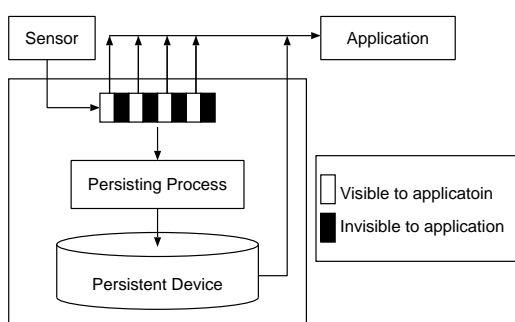 Sensor
Application
Persisting Process
Visible to applicatoin
Invisible to application
Persistent Device